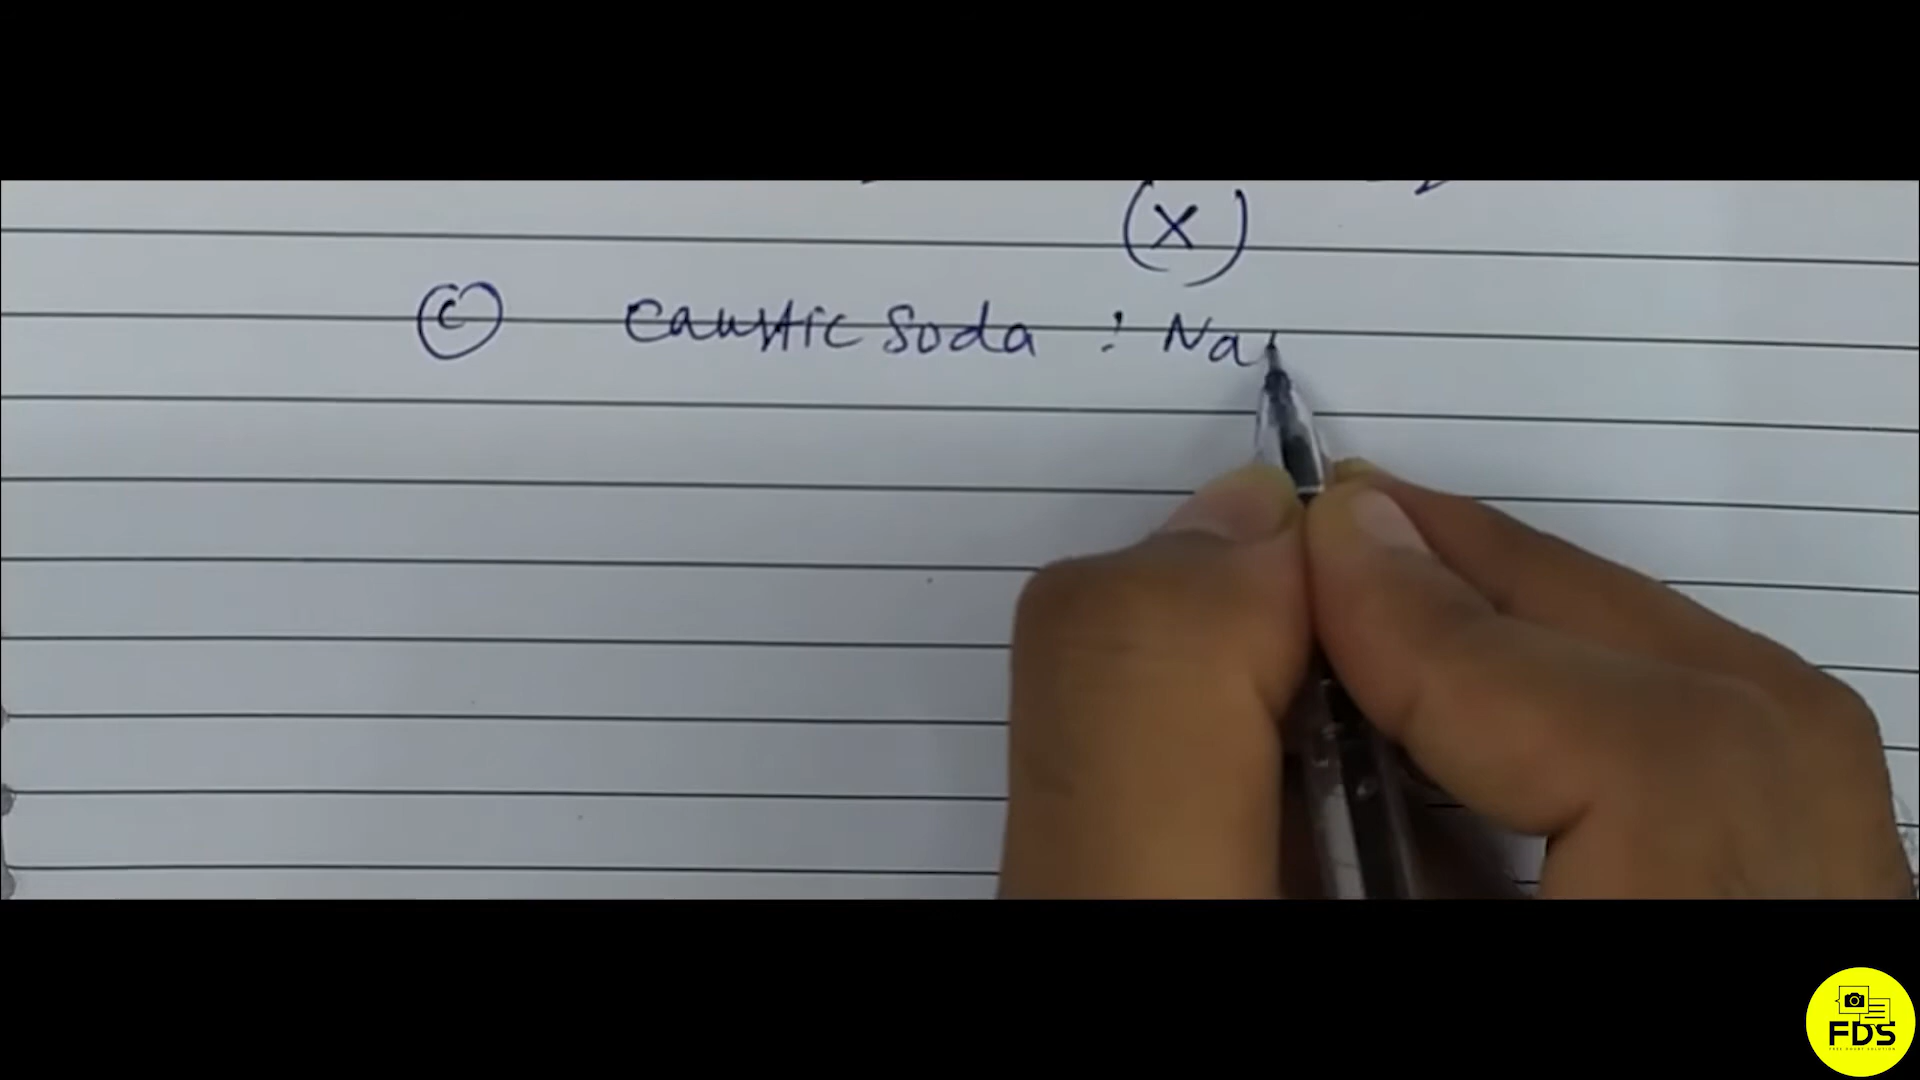 (X)
(C) Caustic Soda : Na
FDS